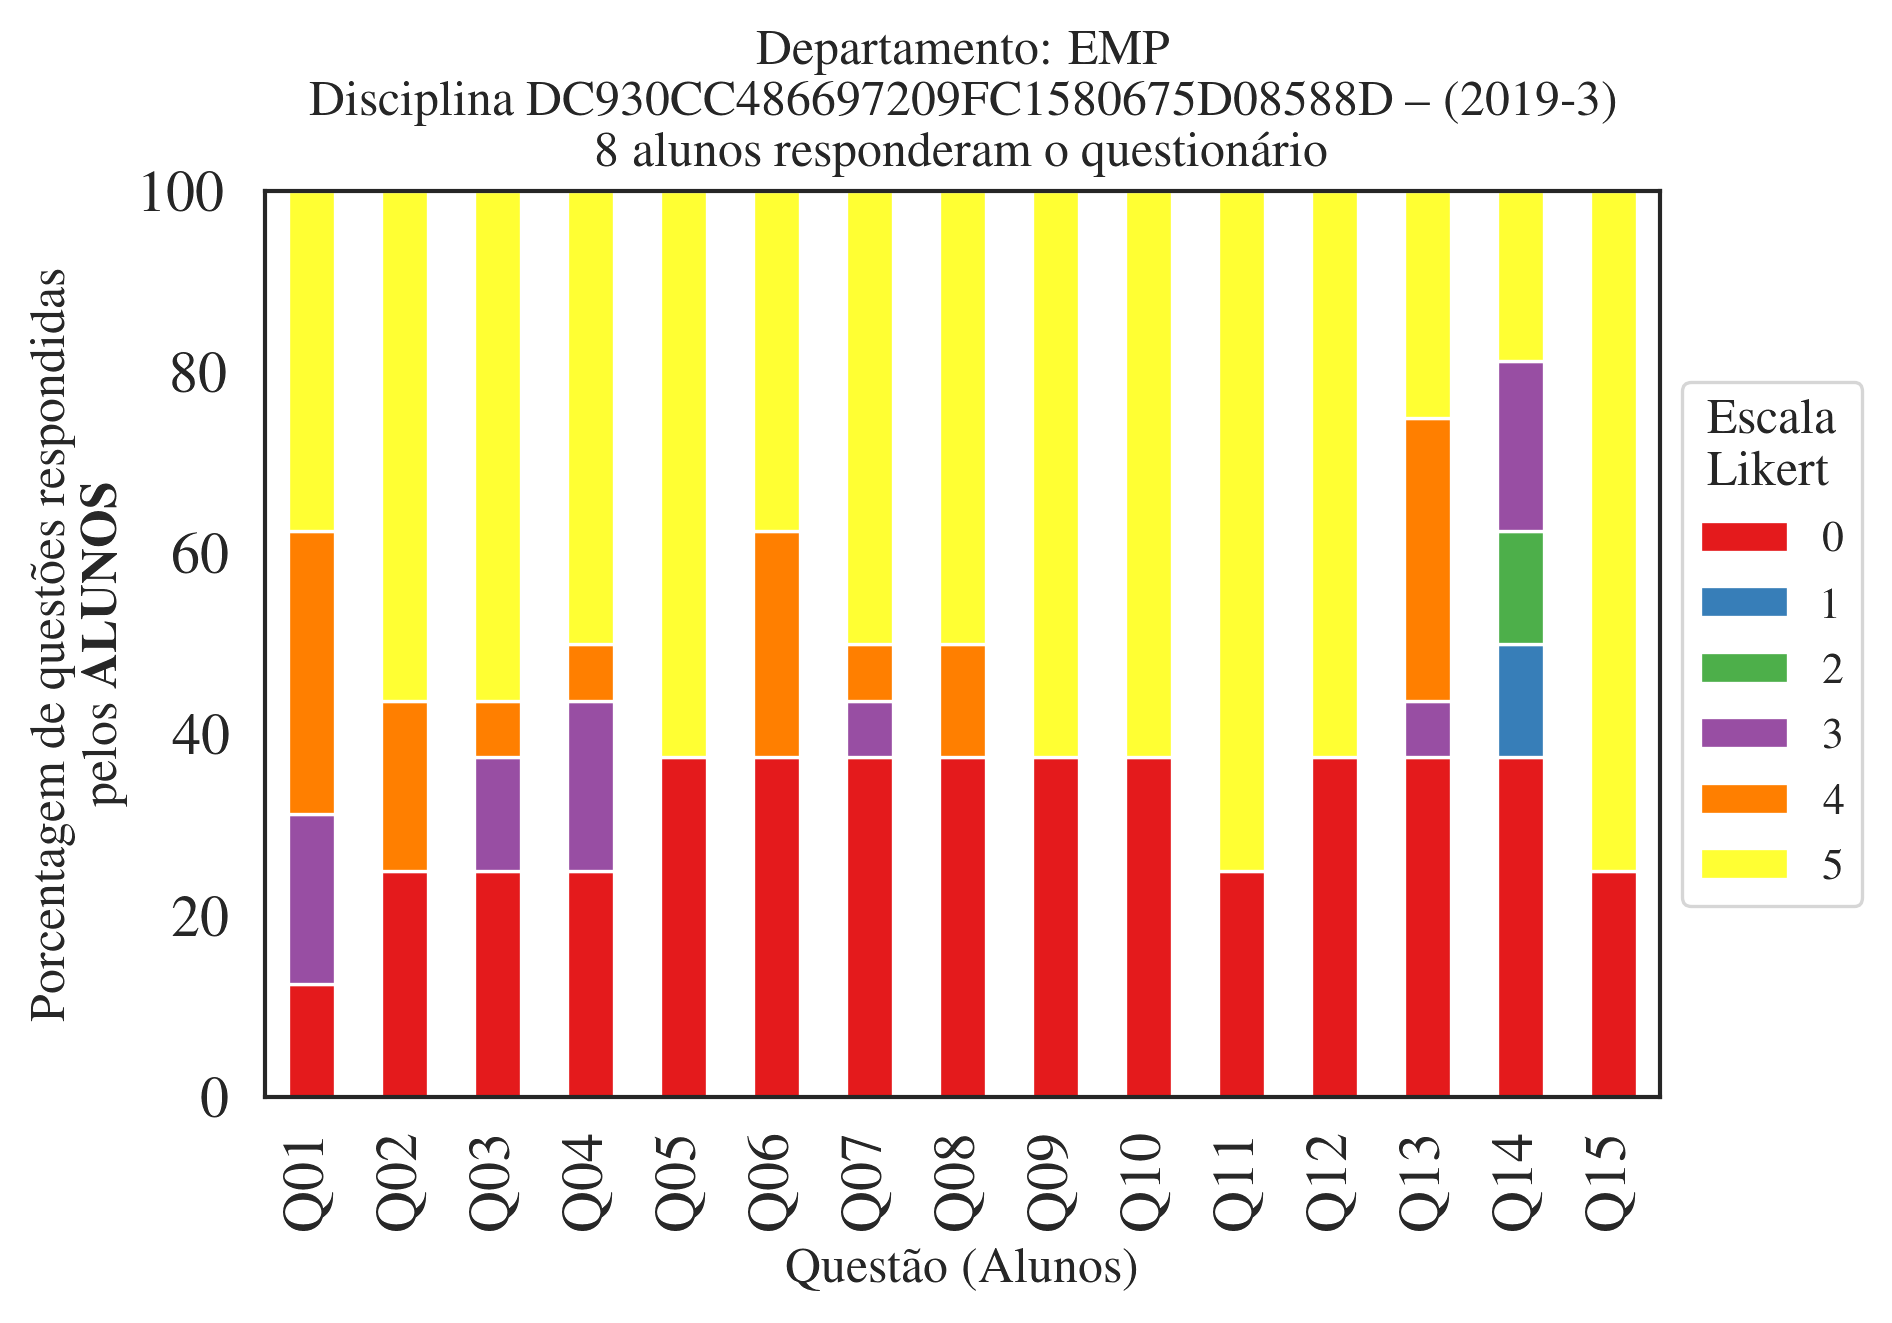 Departamento: EMP
Disciplina DC930CC486697209FC1580675D08588D – (2019-3)
8 alunos responderam o questionário
Porcentagem de questões respondidas
pelos ALUNOS
100
80
60
40
20
0
Q01
Q02
Q03
Q04
Q05
Q06
Q07
Q08
Q09
Q10
Q11
Q12
Q13
Q14
Q15
Questão (Alunos)
Escala
Likert
0
1
2
3
4
5